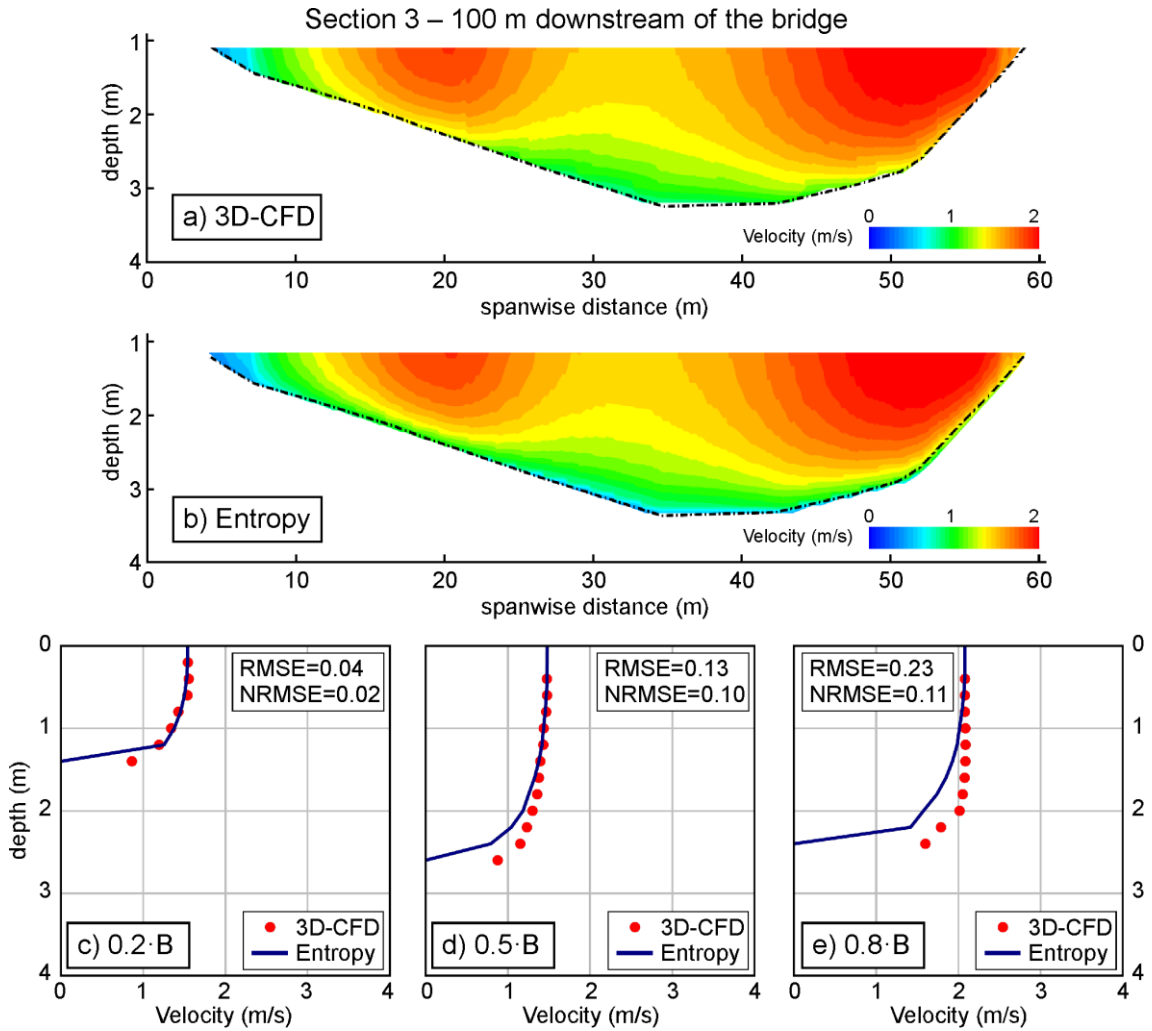 Section 3 – 100 m downstream of the bridge
1
2
3
4
depth (m)
a) 3D-CFD
0 1 2
Velocity (m/s)
0 10 20 30 40 50 60
spanwise distance (m)
1
2
3
4
depth (m)
b) Entropy
0 1 2
Velocity (m/s)
0 10 20 30 40 50 60
spanwise distance (m)
0
1
2
3
4
depth (m)
RMSE=0.04
NRMSE=0.02
3D-CFD
Entropy
c) 0.2·B
0 1 2 3 4
Velocity (m/s)
RMSE=0.13
NRMSE=0.10
3D-CFD
Entropy
d) 0.5·B
0 1 2 3 4
Velocity (m/s)
RMSE=0.23
NRMSE=0.11
3D-CFD
Entropy
e) 0.8·B
0 1 2 3 4
Velocity (m/s)
0
1
2
3
4
depth (m)